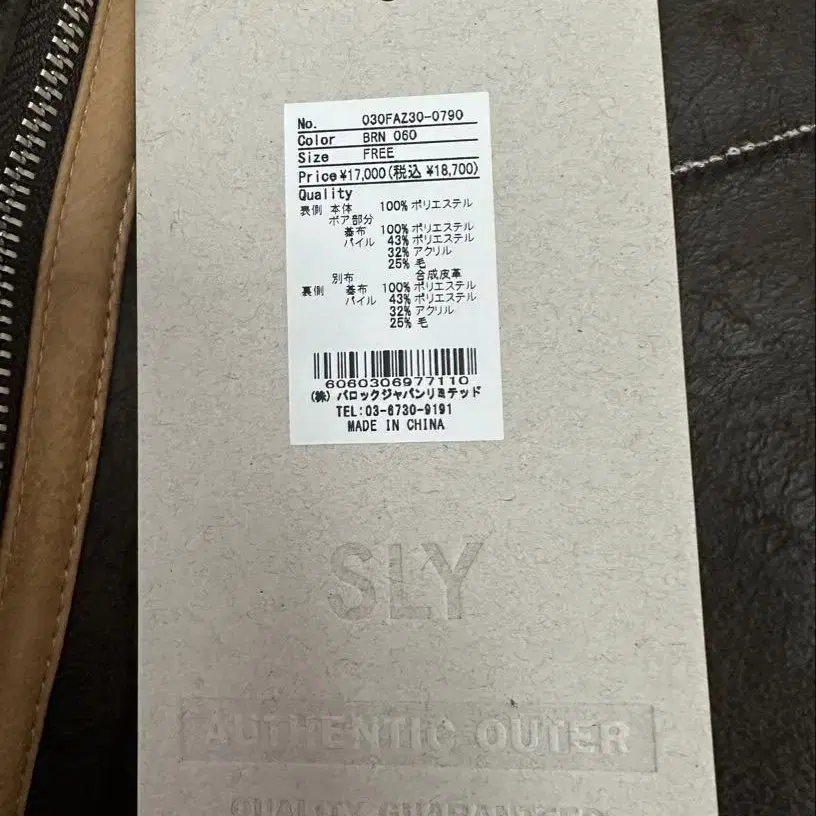 No. 030FAZ30-0790
Color BRN 060
Size FREE
Price ¥17,000(税込 ¥18,700)
Quality
表側 本体 100% ポリエステル
ボア部分
基布 100% ポリエステル
パイル 43% ポリエステル
32% アクリル
25% 毛
別布 合成皮革
裏側 基布 100% ポリエステル
パイル 43% ポリエステル
32% アクリル
25% 毛
6060306977110
(株) バロックジャパンリミテッド
TEL:03-6730-9191
MADE IN CHINA
SLY
AUTHENTIC OUTER
QUALITY GUARANTEED